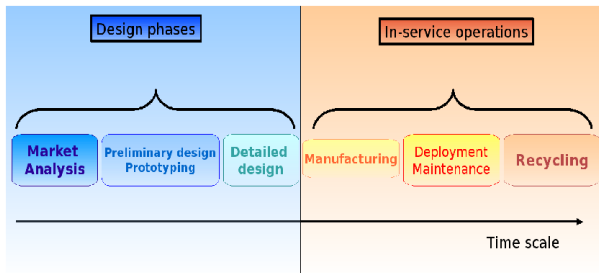 Design phases
In-service operations
Market
Analysis
Preliminary design
Prototyping
Detailed
design
Manufacturing
Deployment
Maintenance
Recycling
Time scale